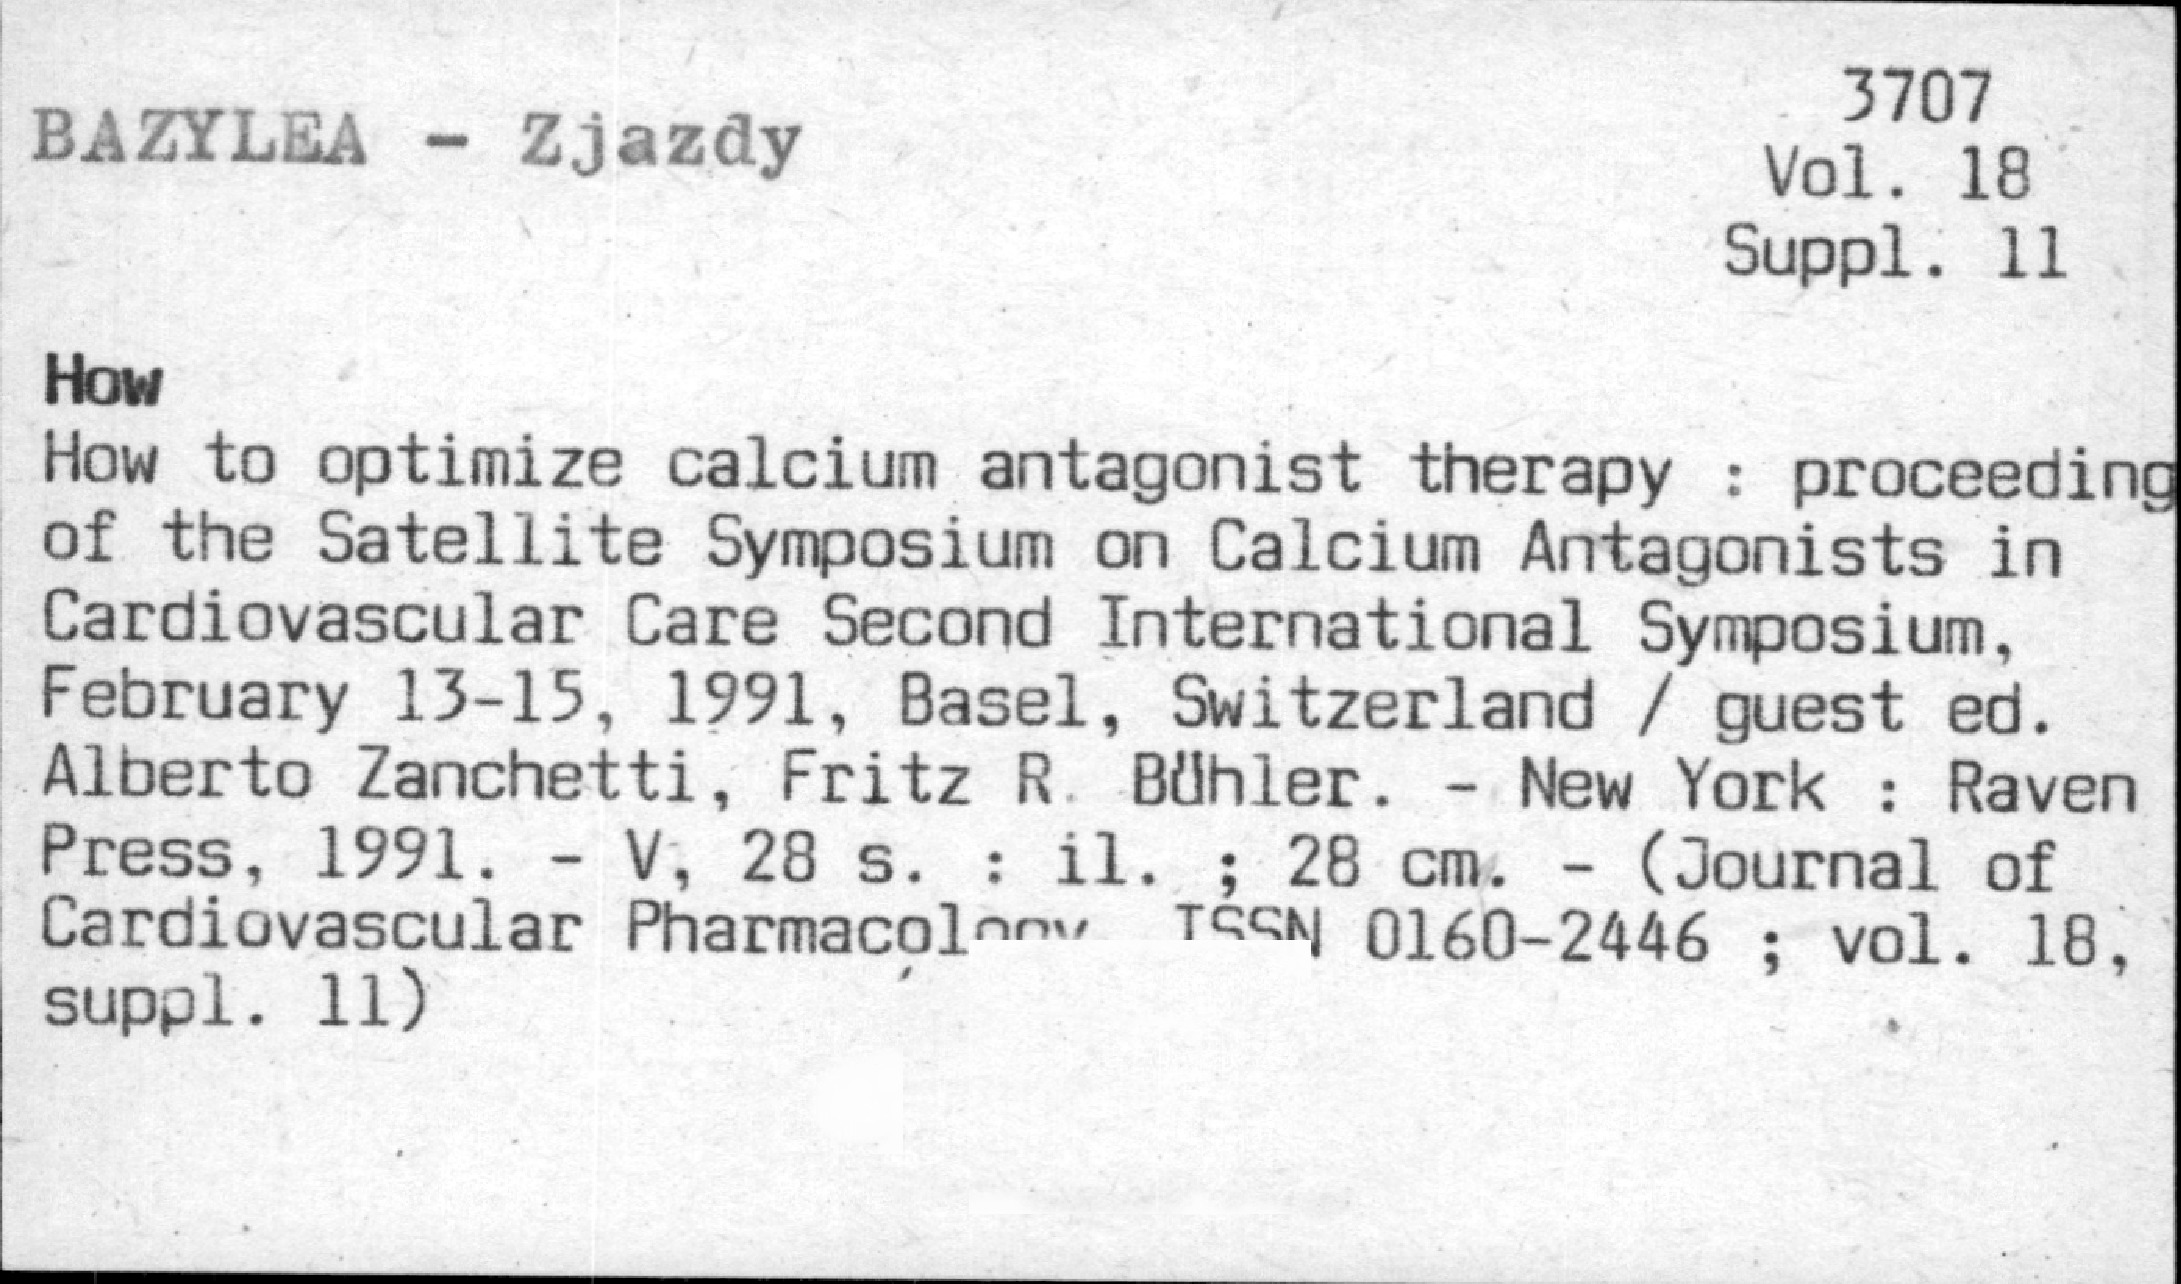 BAZYLEA - Zjazdy
3707
Vol. 18
Suppl. 11
How
How to optimize calcium antagonist therapy : proceeding
of the Satellite Symposium on Calcium Antagonists in
Cardiovascular Care Second International Symposium,
February 13-15, 1991, Basel, Switzerland / guest ed.
Alberto Zanchetti, Fritz R. Bühler. - New York : Raven
Press, 1991. - V, 28 s. : il. ; 28 cm. - (Journal of
Cardiovascular Pharmacology ISSN 0160-2446 ; vol. 18,
suppl. 11)